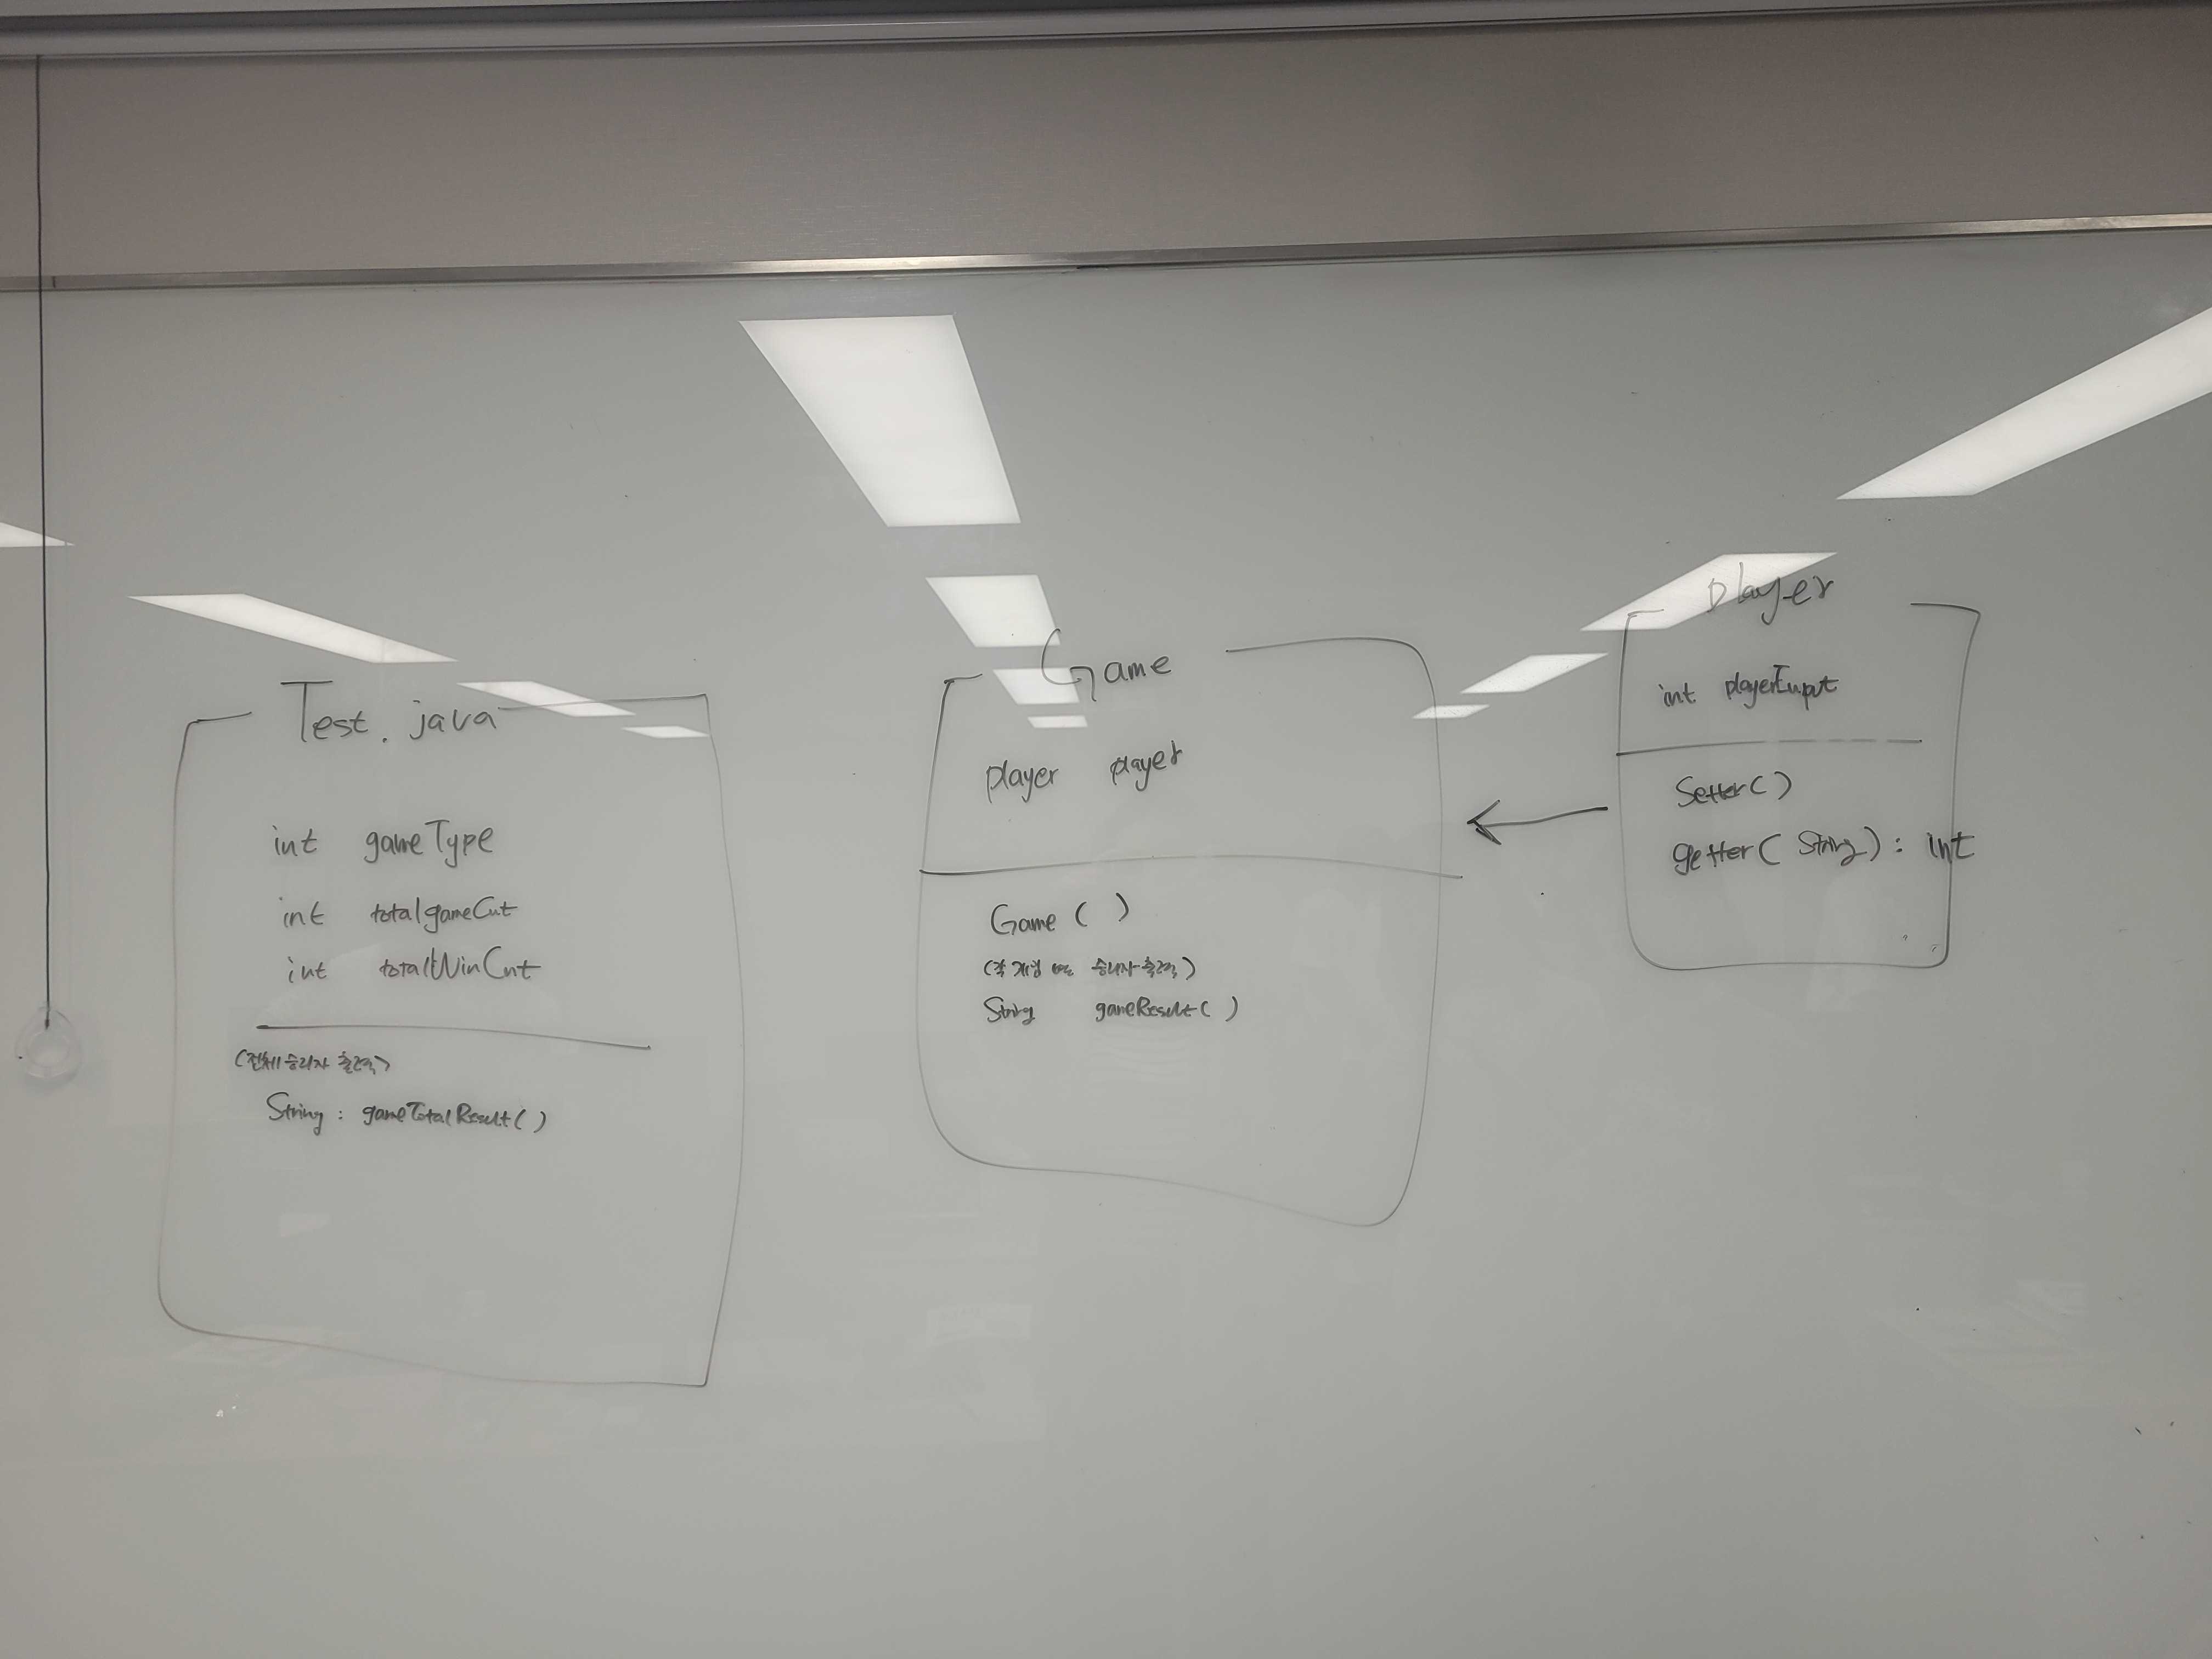 Test.java
int gameType
int totalgameCnt
int totalWinCnt
(전체승리자 출력)
String : gameTotalResult()
Game
player player
Game ( )
(각 게임 승리자 출력)
String gameResult( )
player
int playerInput
Setter()
getter( String) : int